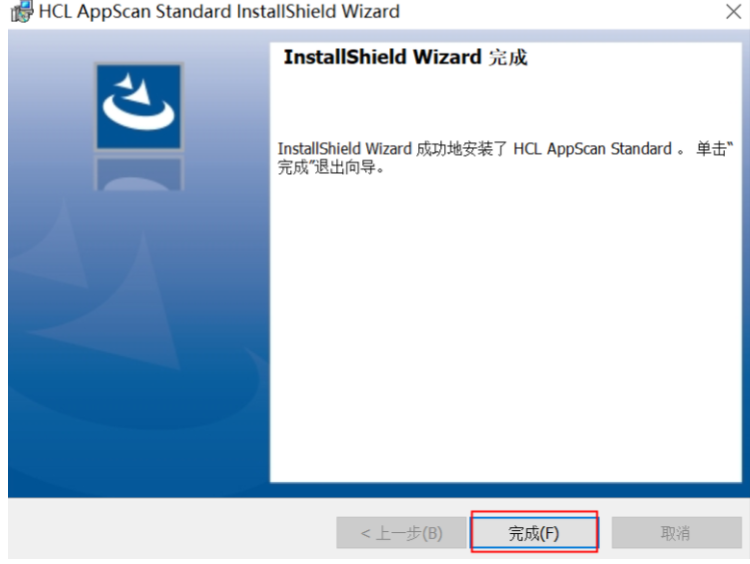 HCL AppScan Standard InstallShield Wizard
InstallShield Wizard 完成
InstallShield Wizard 成功地安装了 HCL AppScan Standard 。 单击“
完成”退出向导。
< 上一步(B)
完成(F)
取消